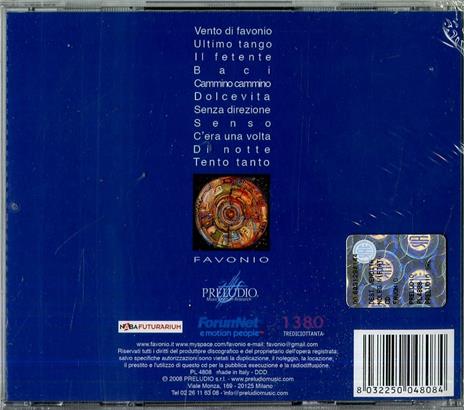 Vento di favonio
Ultimo tango
Il fetente
Baci
Cammino cammino
Dolcevita
Senza direzione
Senso
C'era una volta
Di notte
Tento tanto
FAVONIO
PRELUDIO
NABAFUTURARIUM
ForumNet
e motion people
1380
TREDICIOTTANTA
www.favonio.it www.myspace.com/favonio e-mai: favonio@gmail.com
Riservati tutti i diritti del produttore discografico e del proprietario dell'opera registrata;
salvo specifiche autorizzazioni sono vietati la duplicazione, il noleggio, la locazione,
il prestito e l'utilizzo di questo cd per la pubblica esecuzione e la radiodiffusione.
PL 4808 made in Italy - DDD
© 2008 PRELUDIO s.r.l. - www.preludiomusic.com
Viale Monza, 169 - 20125 Milano
Tel 02 26 11 63 08 - info@preludiomusic.com
8 032250 048084